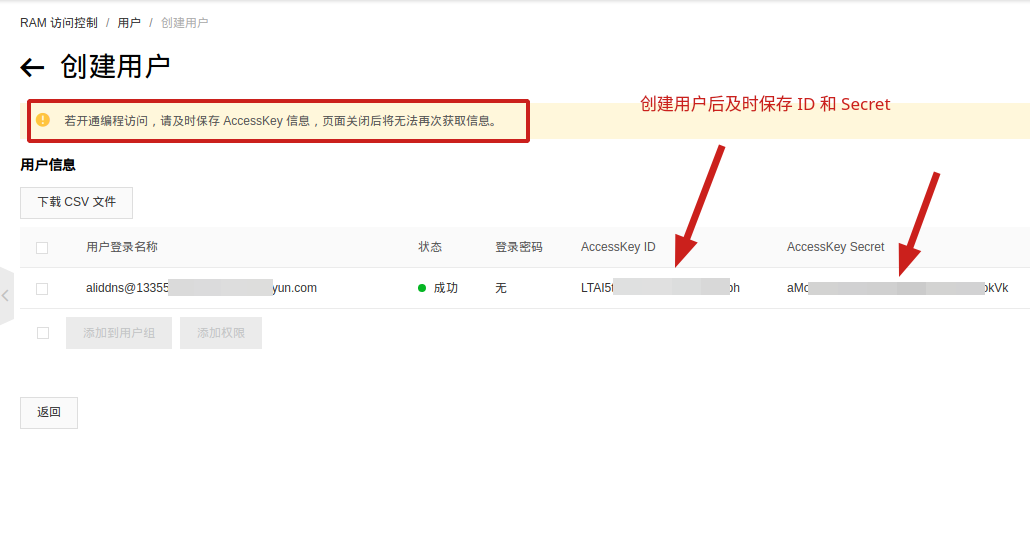 RAM 访问控制 / 用户 / 创建用户
← 创建用户
创建用户后及时保存 ID 和 Secret
若开通编程访问，请及时保存 AccessKey 信息，页面关闭后将无法再次获取信息。
用户信息
下载 CSV 文件
用户登录名称 状态 登录密码 AccessKey ID AccessKey Secret
aliddns@13355 yun.com 成功 无 LTAI5t ph aMc kVk
添加到用户组 添加权限
返回